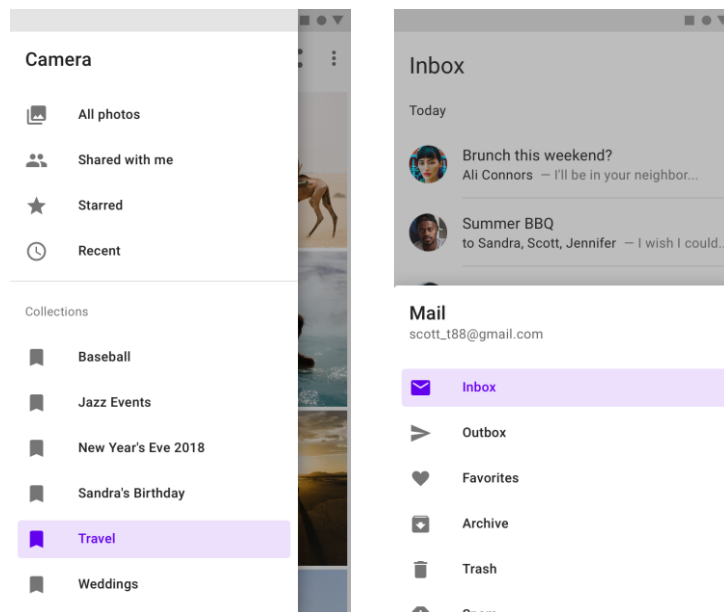 Camera
All photos
Shared with me
Starred
Recent
Collections
Baseball
Jazz Events
New Year's Eve 2018
Sandra's Birthday
Travel
Weddings
Inbox
Today
Brunch this weekend?
Ali Connors — I'll be in your neighbor...
Summer BBQ
to Sandra, Scott, Jennifer — I wish I could...
Mail
scott_t88@gmail.com
Inbox
Outbox
Favorites
Archive
Trash